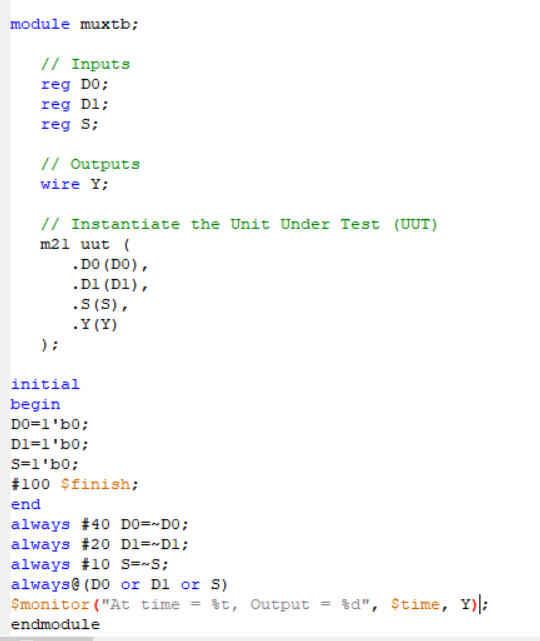 module muxtb;
// Inputs
reg D0;
reg D1;
reg S;
// Outputs
wire Y;
// Instantiate the Unit Under Test (UUT)
m21 uut (
.D0(D0),
.D1(D1),
.S(S),
.Y(Y)
);
initial
begin
D0=1'b0;
D1=1'b0;
S=1'b0;
#100 $finish;
end
always #40 D0=~D0;
always #20 D1=~D1;
always #10 S=~S;
always@(D0 or D1 or S)
$monitor("At time = %t, Output = %d", $time, Y);
endmodule